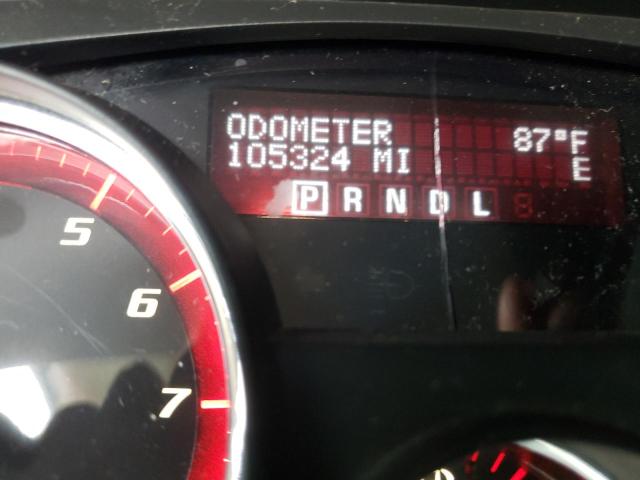 ODOMETER 87°F
105324 MI E
P R N D L
5
6
7